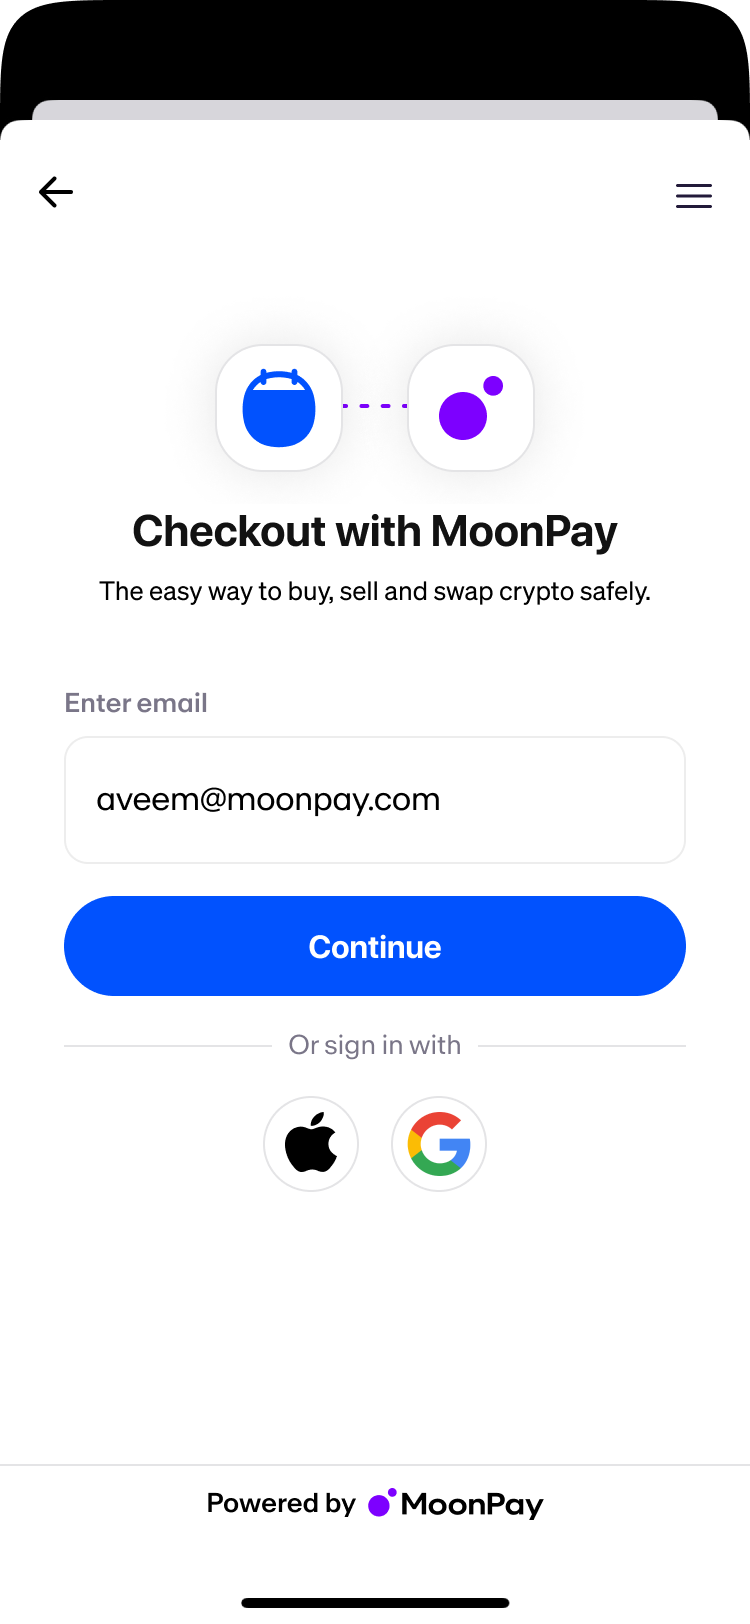 Checkout with MoonPay
The easy way to buy, sell and swap crypto safely.
Enter email
aveem@moonpay.com
Continue
Or sign in with
Powered by MoonPay